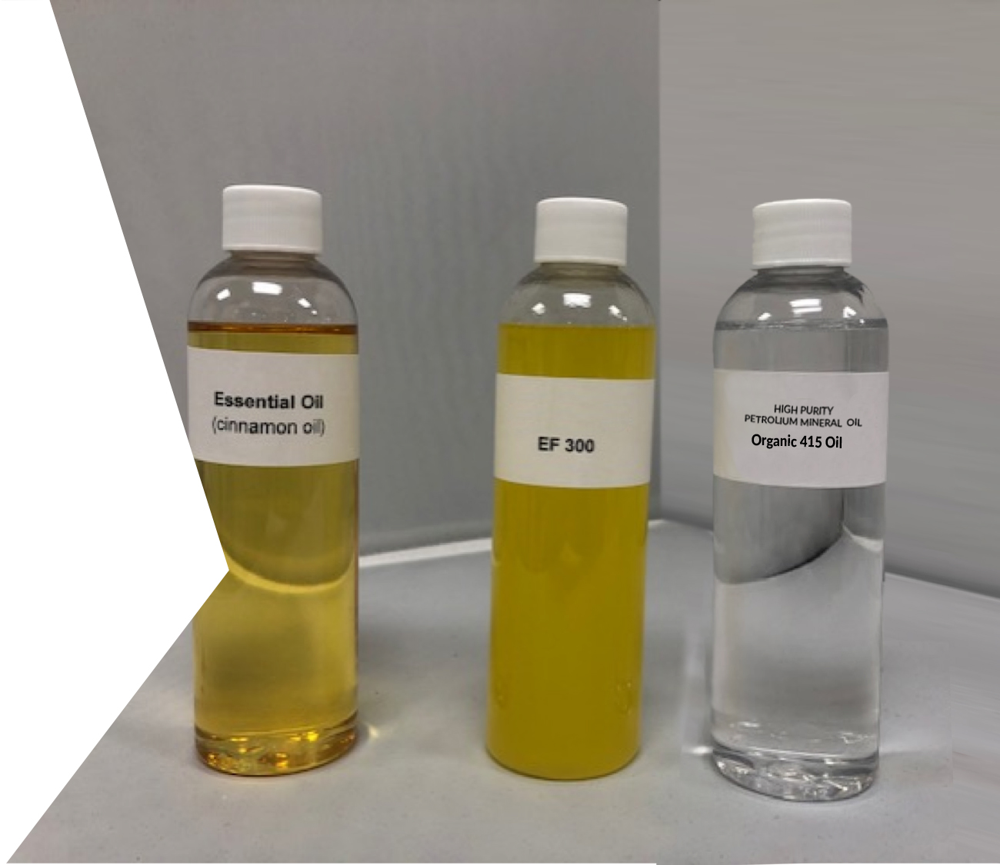 Essential Oil
(cinnamon oil)
EF 300
HIGH PURITY
PETROLIUM MINERAL OIL
Organic 415 Oil